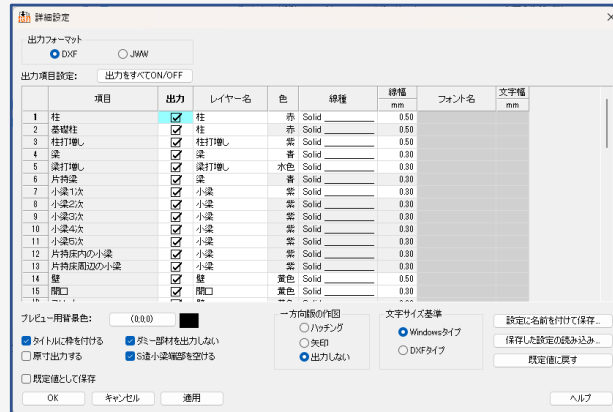 詳細設定
出力フォーマット
DXF JWW
出力項目設定: 出力をすべてON/OFF
項目 出力 レイヤー名 色 線種 線幅 フォント名 文字幅
mm mm
1 柱 柱 赤 Solid 0.50
2 基礎柱 柱 赤 Solid 0.50
3 柱打増し 柱打増し 紫 Solid 0.50
4 梁 梁 青 Solid 0.30
5 梁打増し 梁打増し 水色 Solid 0.30
6 片持梁 梁 青 Solid 0.30
7 小梁1次 小梁 紫 Solid 0.30
8 小梁2次 小梁 紫 Solid 0.30
9 小梁3次 小梁 紫 Solid 0.30
10 小梁4次 小梁 紫 Solid 0.30
11 小梁5次 小梁 紫 Solid 0.30
12 片持床内の小梁 小梁 紫 Solid 0.30
13 片持床周辺の小梁 小梁 紫 Solid 0.30
14 壁 壁 黄色 Solid 0.50
15 開口 開口 黄色 Solid 0.30
プレビュー用背景色: (0,0,0)
タイトルに枠を付ける ダミー部材を出力しない
原寸出力する S造小梁端部を空ける
既定値として保存
一方向版の作図
ハッチング
矢印
出力しない
文字サイズ基準
Windowsタイプ
DXFタイプ
設定に名前を付けて保存...
保存した設定の読み込み...
既定値に戻す
OK キャンセル 適用 ヘルプ